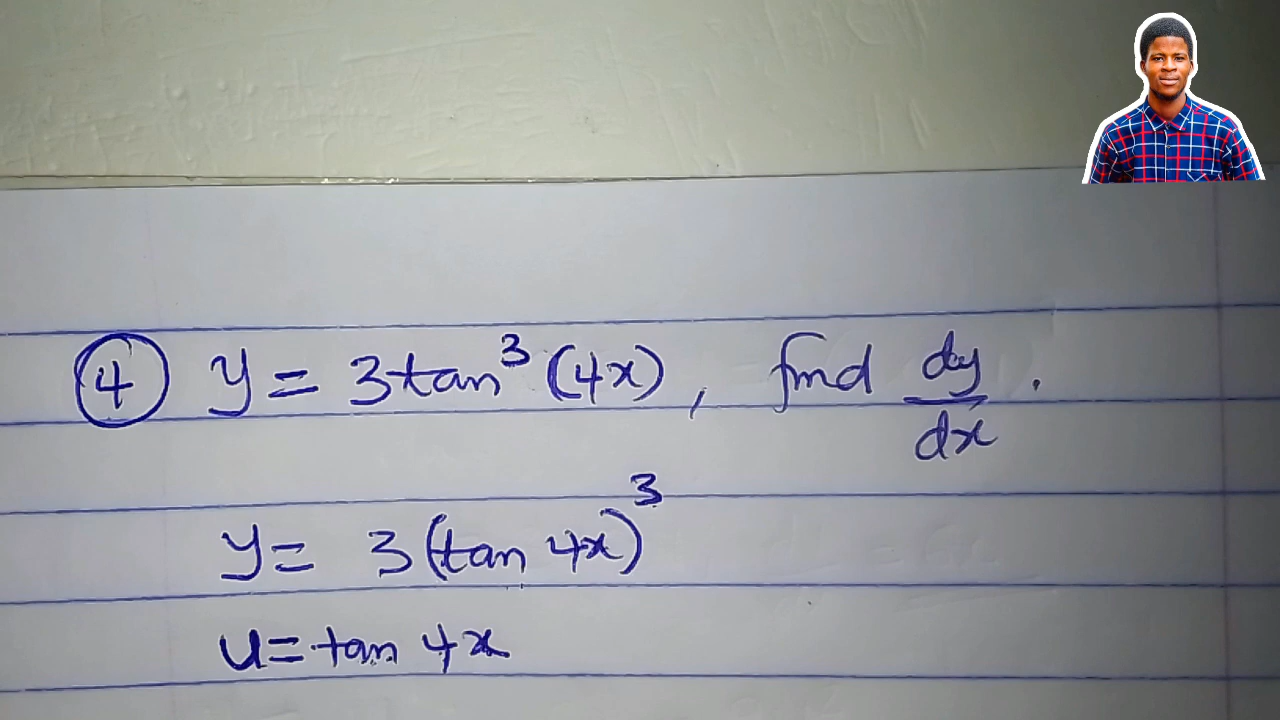 ④ y = 3tan³(4x), find dy/dx.
y = 3(tan 4x)³
u = tan 4x